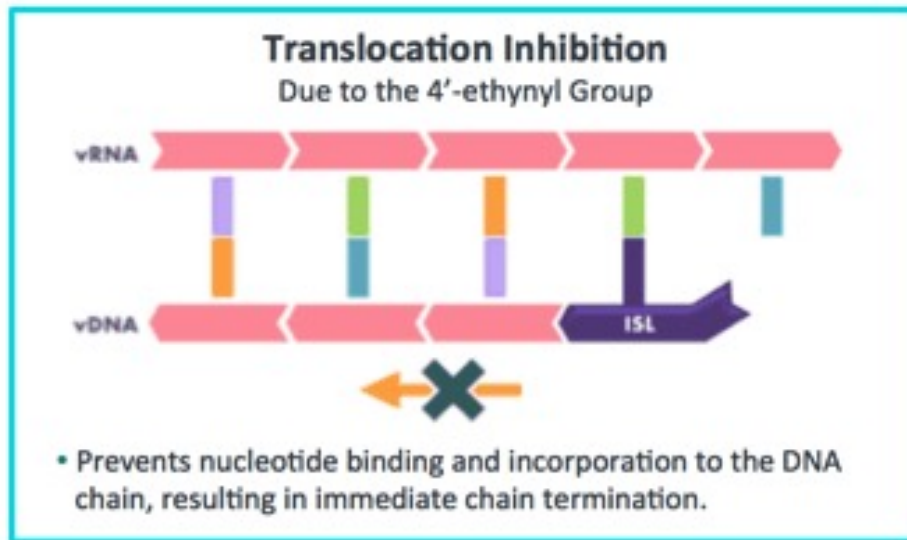 Translocation Inhibition
Due to the 4′-ethynyl Group
vRNA
vDNA
ISL
• Prevents nucleotide binding and incorporation to the DNA
chain, resulting in immediate chain termination.